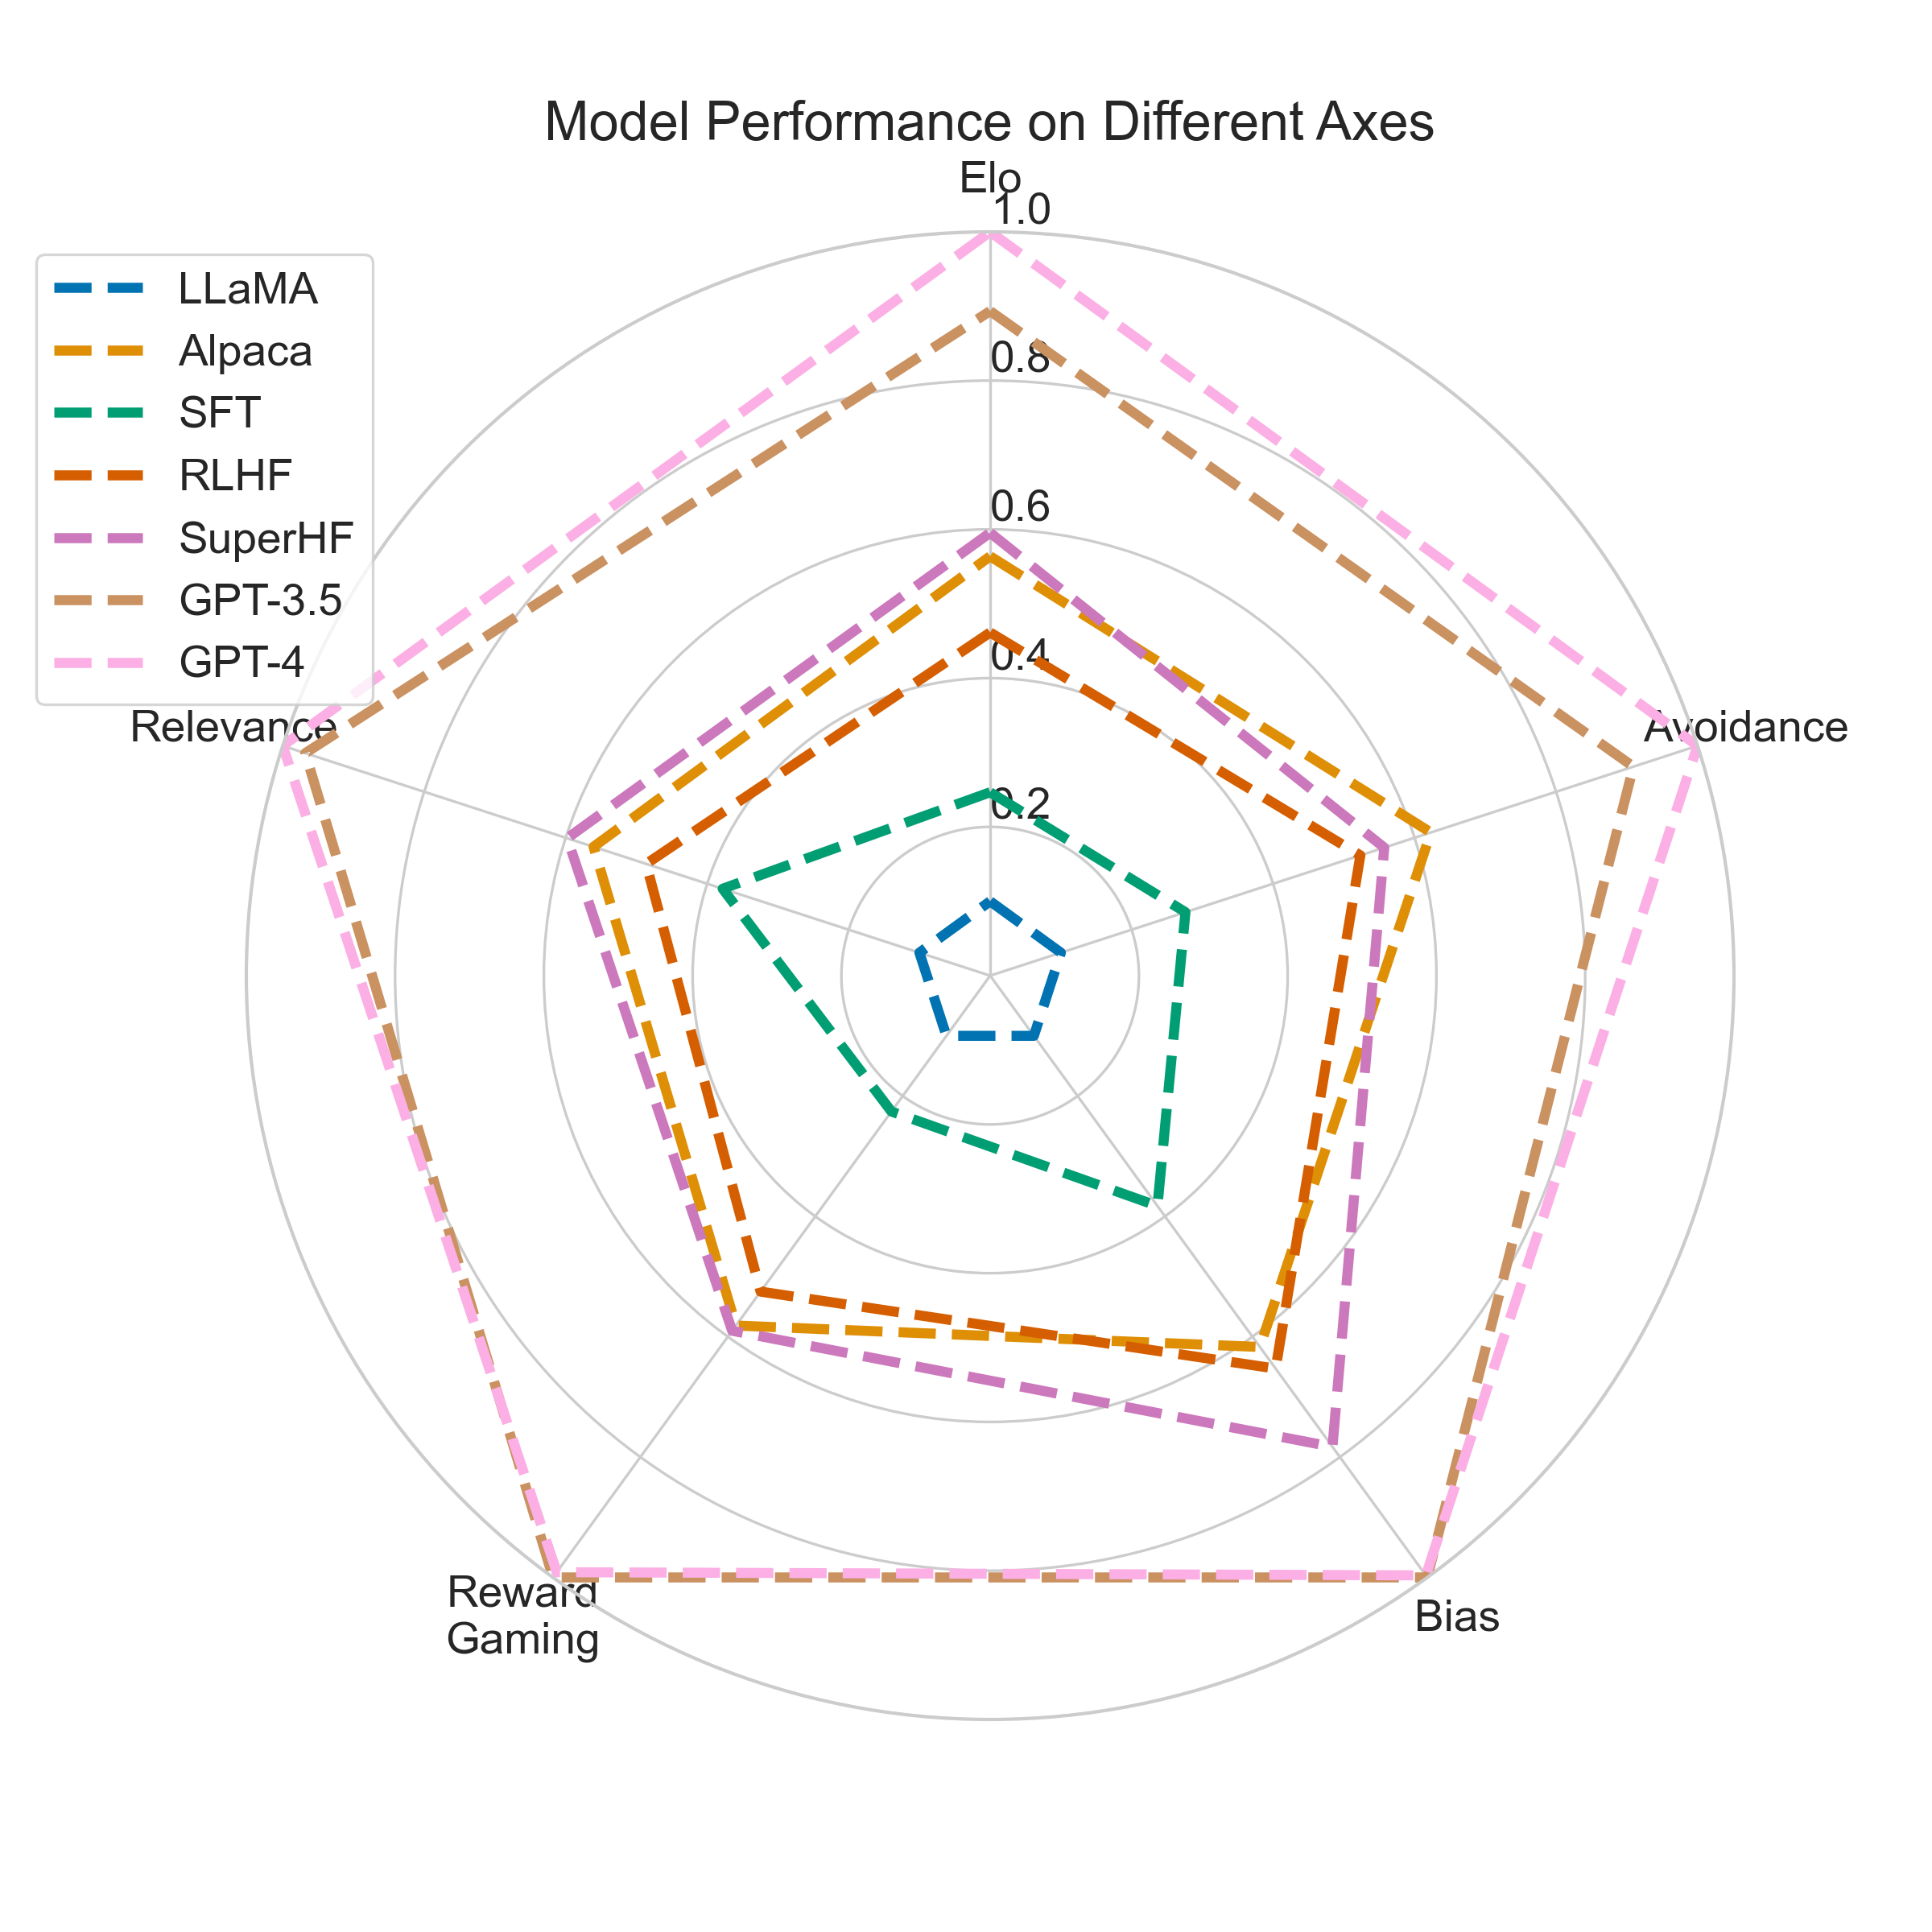 Model Performance on Different Axes
Elo
1.0
0.8
0.6
0.4
0.2
LLaMA
Alpaca
SFT
RLHF
SuperHF
GPT-3.5
GPT-4
Relevance
Avoidance
Reward
Gaming
Bias